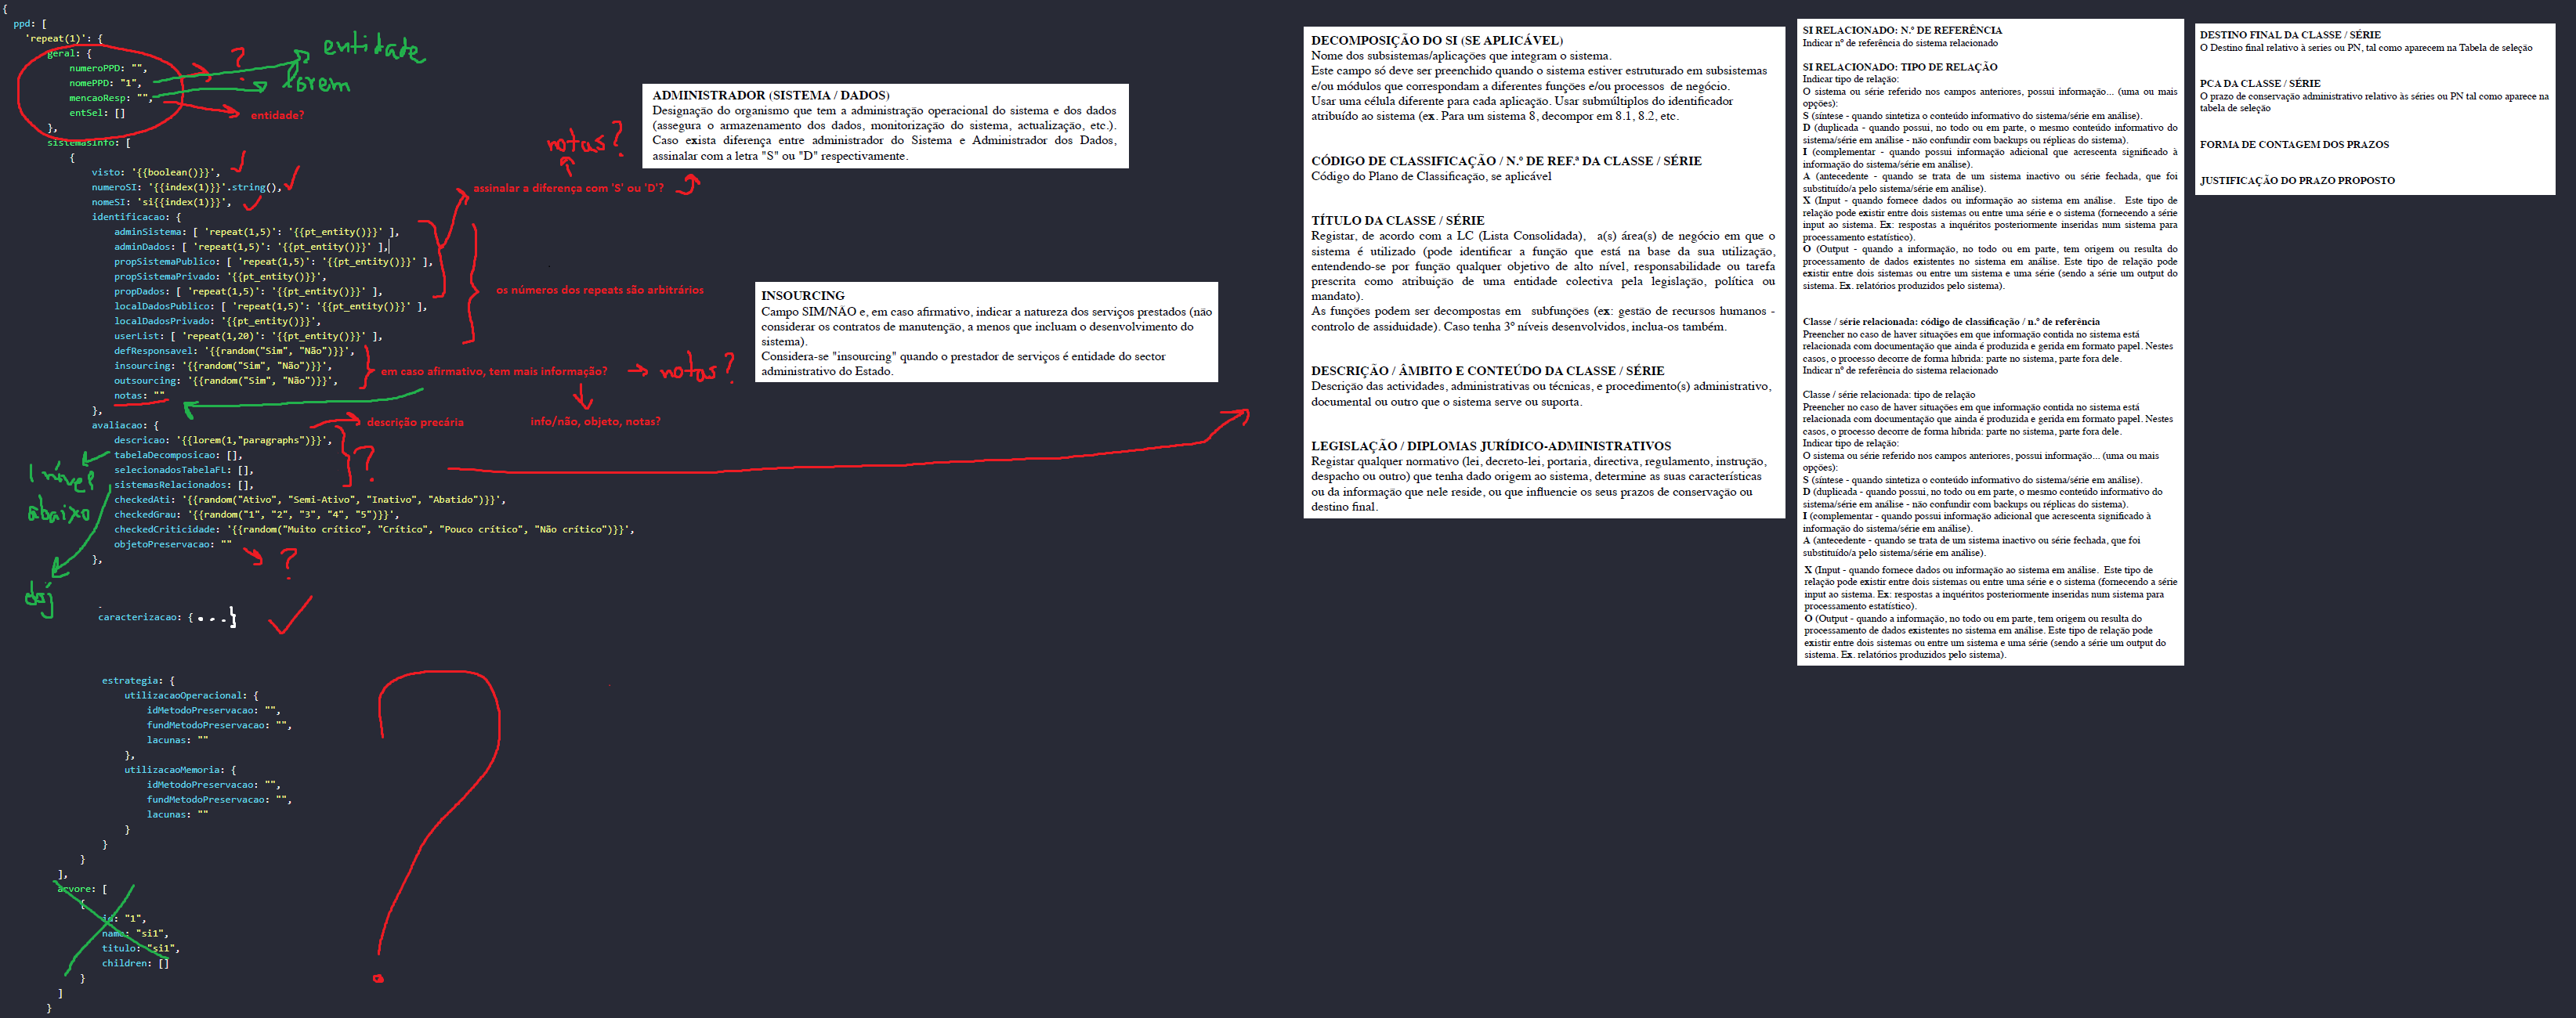 {
ppd: [
'repeat(1)': {
geral: {
numeroPPD: "",
nomePPD: "1",
mencaoResp: "",
entSel: []
},
?
entidade
lorem
entidade?
sistemasInfo: [
{
visto: '{{boolean()}}',
numeroSI: '{{index(1)}}'.string(),
nomeSI: 'si{{index(1)}}',
identificacao: {
adminSistema: [ 'repeat(1,5)': '{{pt_entity()}}' ],
adminDados: [ 'repeat(1,5)': '{{pt_entity()}}' ],
propSistemaPublico: [ 'repeat(1,5)': '{{pt_entity()}}' ],
propSistemaPrivado: '{{pt_entity()}}',
propDados: [ 'repeat(1,5)': '{{pt_entity()}}' ],
localDadosPublico: [ 'repeat(1,5)': '{{pt_entity()}}' ],
localDadosPrivado: '{{pt_entity()}}',
userList: [ 'repeat(1,20)': '{{pt_entity()}}' ],
defResponsavel: '{{random("Sim", "Não")}}',
insourcing: '{{random("Sim", "Não")}}',
outsourcing: '{{random("Sim", "Não")}}',
notas: ""
},
notas?
assinalar a diferença com 'S' ou 'D'?
os números dos repeats são arbitrários
em caso afirmativo, tem mais informação?
notas?
info/não, objeto, notas?
descrição precária
avaliacao: {
descricao: '{{lorem(1,"paragraphs")}}',
tabelaDecomposicao: [],
selecionadosTabelaFL: [],
sistemasRelacionados: [],
checkedAti: '{{random("Ativo", "Semi-Ativo", "Inativo", "Abatido")}}',
checkedGrau: '{{random("1", "2", "3", "4", "5")}}',
checkedCriticidade: '{{random("Muito crítico", "Crítico", "Pouco crítico", "Não crítico")}}',
objetoPreservacao: ""
},
?
?
1 nível
abaixo
caracterizacao: { ...}
estrategia: {
utilizacaoOperacional: {
idMetodoPreservacao: "",
fundMetodoPreservacao: "",
lacunas: ""
},
utilizacaoMemoria: {
idMetodoPreservacao: "",
fundMetodoPreservacao: "",
lacunas: ""
}
}
}
],
arvore: [
{
id: "1",
name: "si1",
titulo: "si1",
children: []
}
]
}
?
ADMINISTRADOR (SISTEMA / DADOS)
Designação do organismo que tem a administração operacional do sistema e dos dados
(assegura o armazenamento dos dados, monitorização do sistema, actualização, etc.).
Caso exista diferença entre administrador do Sistema e Administrador dos Dados,
assinalar com a letra "S" ou "D" respectivamente.
INSOURCING
Campo SIM/NÃO e, em caso afirmativo, indicar a natureza dos serviços prestados (não
considerar os contratos de manutenção, a menos que incluam o desenvolvimento do
sistema).
Considera-se "insourcing" quando o prestador de serviços é entidade do sector
administrativo do Estado.
DECOMPOSIÇÃO DO SI (SE APLICÁVEL)
Nome dos subsistemas/aplicações que integram o sistema.
Este campo só deve ser preenchido quando o sistema estiver estruturado em subsistemas
e/ou módulos que correspondam a diferentes funções e/ou processos de negócio.
Usar uma célula diferente para cada aplicação. Usar submúltiplos do identificador
atribuído ao sistema (ex. Para um sistema 8, decompor em 8.1, 8.2, etc.
CÓDIGO DE CLASSIFICAÇÃO / N.º DE REF.ª DA CLASSE / SÉRIE
Código do Plano de Classificação, se aplicável
TÍTULO DA CLASSE / SÉRIE
Registar, de acordo com a LC (Lista Consolidada), a(s) área(s) de negócio em que o
sistema é utilizado (pode identificar a função que está na base da sua utilização,
entendendo-se por função qualquer objetivo de alto nível, responsabilidade ou tarefa
prescrita como atribuição de uma entidade colectiva pela legislação, política ou
mandato).
As funções podem ser decompostas em subfunções (ex: gestão de recursos humanos -
controlo de assiduidade). Caso tenha 3º níveis desenvolvidos, inclua-os também.
DESCRIÇÃO / ÂMBITO E CONTEÚDO DA CLASSE / SÉRIE
Descrição das actividades, administrativas ou técnicas, e procedimento(s) administrativo,
documental ou outro que o sistema serve ou suporta.
LEGISLAÇÃO / DIPLOMAS JURÍDICO-ADMINISTRATIVOS
Registar qualquer normativo (lei, decreto-lei, portaria, directiva, regulamento, instrução,
despacho ou outro) que tenha dado origem ao sistema, determine as suas características
ou da informação que nele reside, ou que influencie os seus prazos de conservação ou
destino final.
SI RELACIONADO: N.º DE REFERÊNCIA
Indicar nº de referência do sistema relacionado
SI RELACIONADO: TIPO DE RELAÇÃO
Indicar tipo de relação:
O sistema ou série referido nos campos anteriores, possui informação... (uma ou mais
opções):
S (síntese - quando sintetiza o conteúdo informativo do sistema/série em análise).
D (duplicada - quando possui, no todo ou em parte, o mesmo conteúdo informativo do
sistema/série em análise - não confundir com backups ou réplicas do sistema).
I (complementar - quando possui informação adicional que acrescenta significado à
informação do sistema/série em análise).
A (antecedente - quando se trata de um sistema inactivo ou série fechada, que foi
substituído/a pelo sistema/série em análise).
X (Input - quando fornece dados ou informação ao sistema em análise. Este tipo de
relação pode existir entre dois sistemas ou entre uma série e o sistema (fornecendo a série
input ao sistema. Ex: respostas a inquéritos posteriormente inseridas num sistema para
processamento estatístico).
O (Output - quando a informação, no todo ou em parte, tem origem ou resulta do
processamento de dados existentes no sistema em análise. Este tipo de relação pode
existir entre dois sistemas ou entre um sistema e uma série (sendo a série um output do
sistema. Ex. relatórios produzidos pelo sistema).
Classe / série relacionada: código de classificação / n.º de referência
Preencher no caso de haver situações em que informação contida no sistema está
relacionada com documentação que ainda é produzida e gerida em formato papel. Nestes
casos, o processo decorre de forma híbrida: parte no sistema, parte fora dele.
Indicar nº de referência do sistema relacionado
Classe / série relacionada: tipo de relação
Preencher no caso de haver situações em que informação contida no sistema está
relacionada com documentação que ainda é produzida e gerida em formato papel. Nestes
casos, o processo decorre de forma híbrida: parte no sistema, parte fora dele.
Indicar tipo de relação:
O sistema ou série referido nos campos anteriores, possui informação... (uma ou mais
opções):
S (síntese - quando sintetiza o conteúdo informativo do sistema/série em análise).
D (duplicada - quando possui, no todo ou em parte, o mesmo conteúdo informativo do
sistema/série em análise - não confundir com backups ou réplicas do sistema).
I (complementar - quando possui informação adicional que acrescenta significado à
informação do sistema/série em análise).
A (antecedente - quando se trata de um sistema inactivo ou série fechada, que foi
substituído/a pelo sistema/série em análise).
X (Input - quando fornece dados ou informação ao sistema em análise. Este tipo de
relação pode existir entre dois sistemas ou entre uma série e o sistema (fornecendo a série
input ao sistema. Ex: respostas a inquéritos posteriormente inseridas num sistema para
processamento estatístico).
O (Output - quando a informação, no todo ou em parte, tem origem ou resulta do
processamento de dados existentes no sistema em análise. Este tipo de relação pode
existir entre dois sistemas ou entre um sistema e uma série (sendo a série um output do
sistema. Ex. relatórios produzidos pelo sistema).
DESTINO FINAL DA CLASSE / SÉRIE
O Destino final relativo à series ou PN, tal como aparecem na Tabela de seleção
PCA DA CLASSE / SÉRIE
O prazo de conservação administrativo relativo às séries ou PN tal como aparece na
tabela de seleção
FORMA DE CONTAGEM DOS PRAZOS
JUSTIFICAÇÃO DO PRAZO PROPOSTO